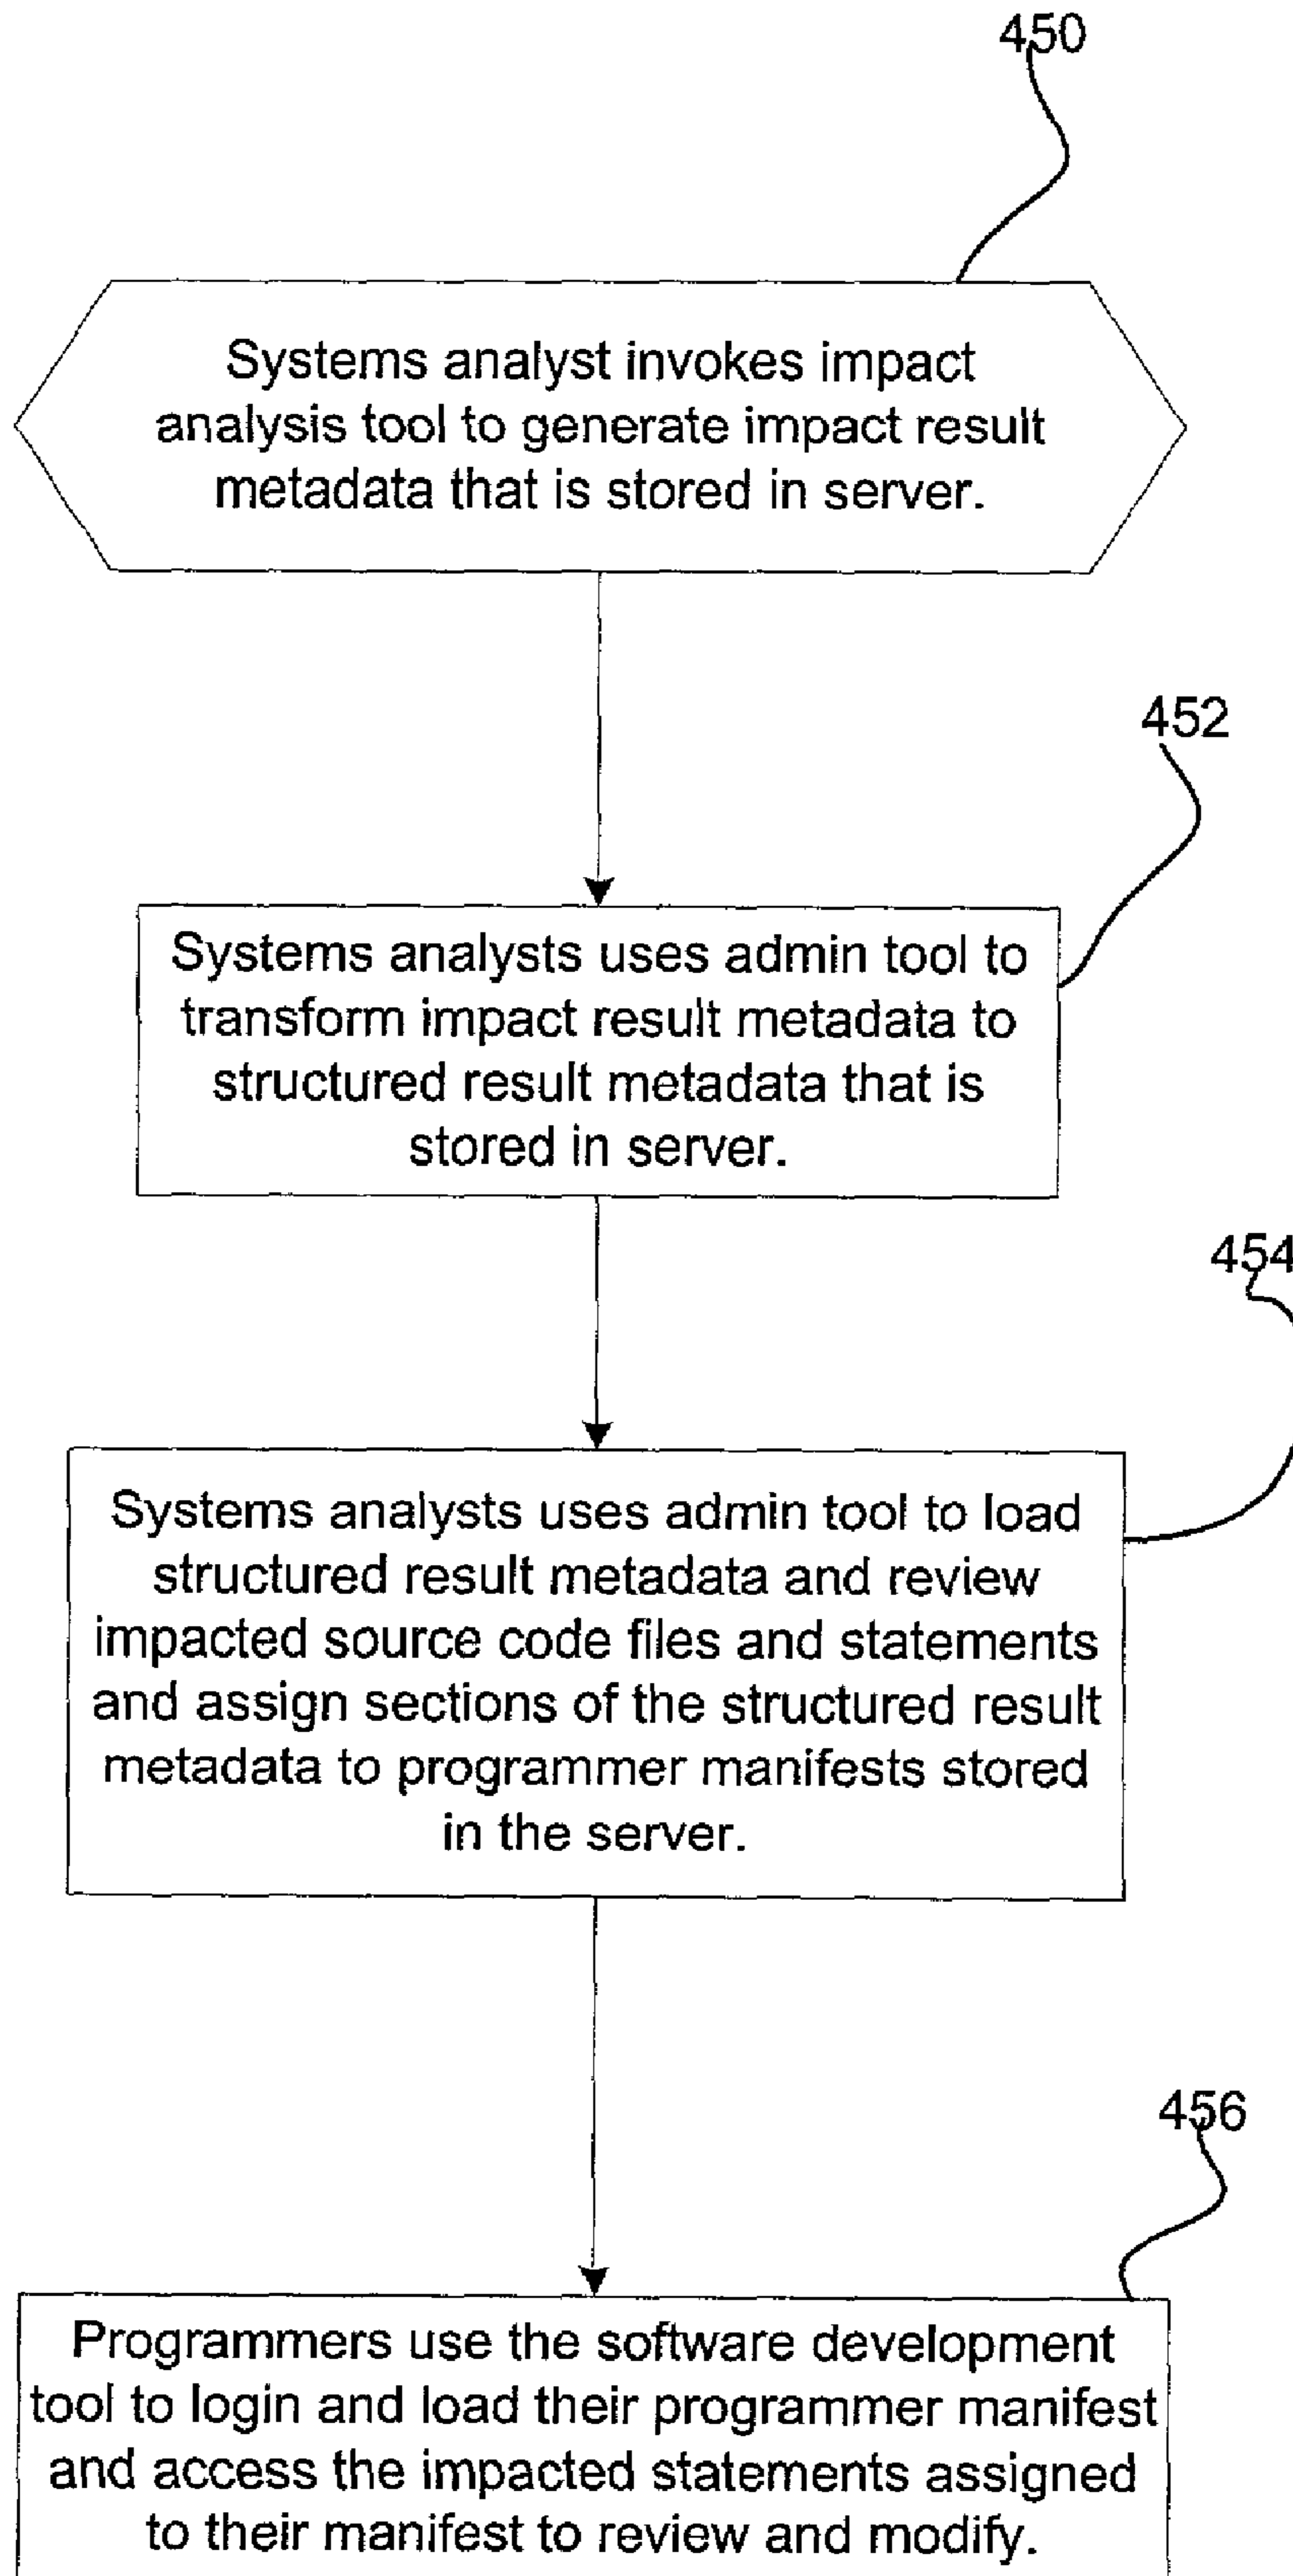 450
Systems analyst invokes impact
analysis tool to generate impact result
metadata that is stored in server.
452
Systems analysts uses admin tool to
transform impact result metadata to
structured result metadata that is
stored in server.
454
Systems analysts uses admin tool to load
structured result metadata and review
impacted source code files and statements
and assign sections of the structured result
metadata to programmer manifests stored
in the server.
456
Programmers use the software development
tool to login and load their programmer manifest
and access the impacted statements assigned
to their manifest to review and modify.